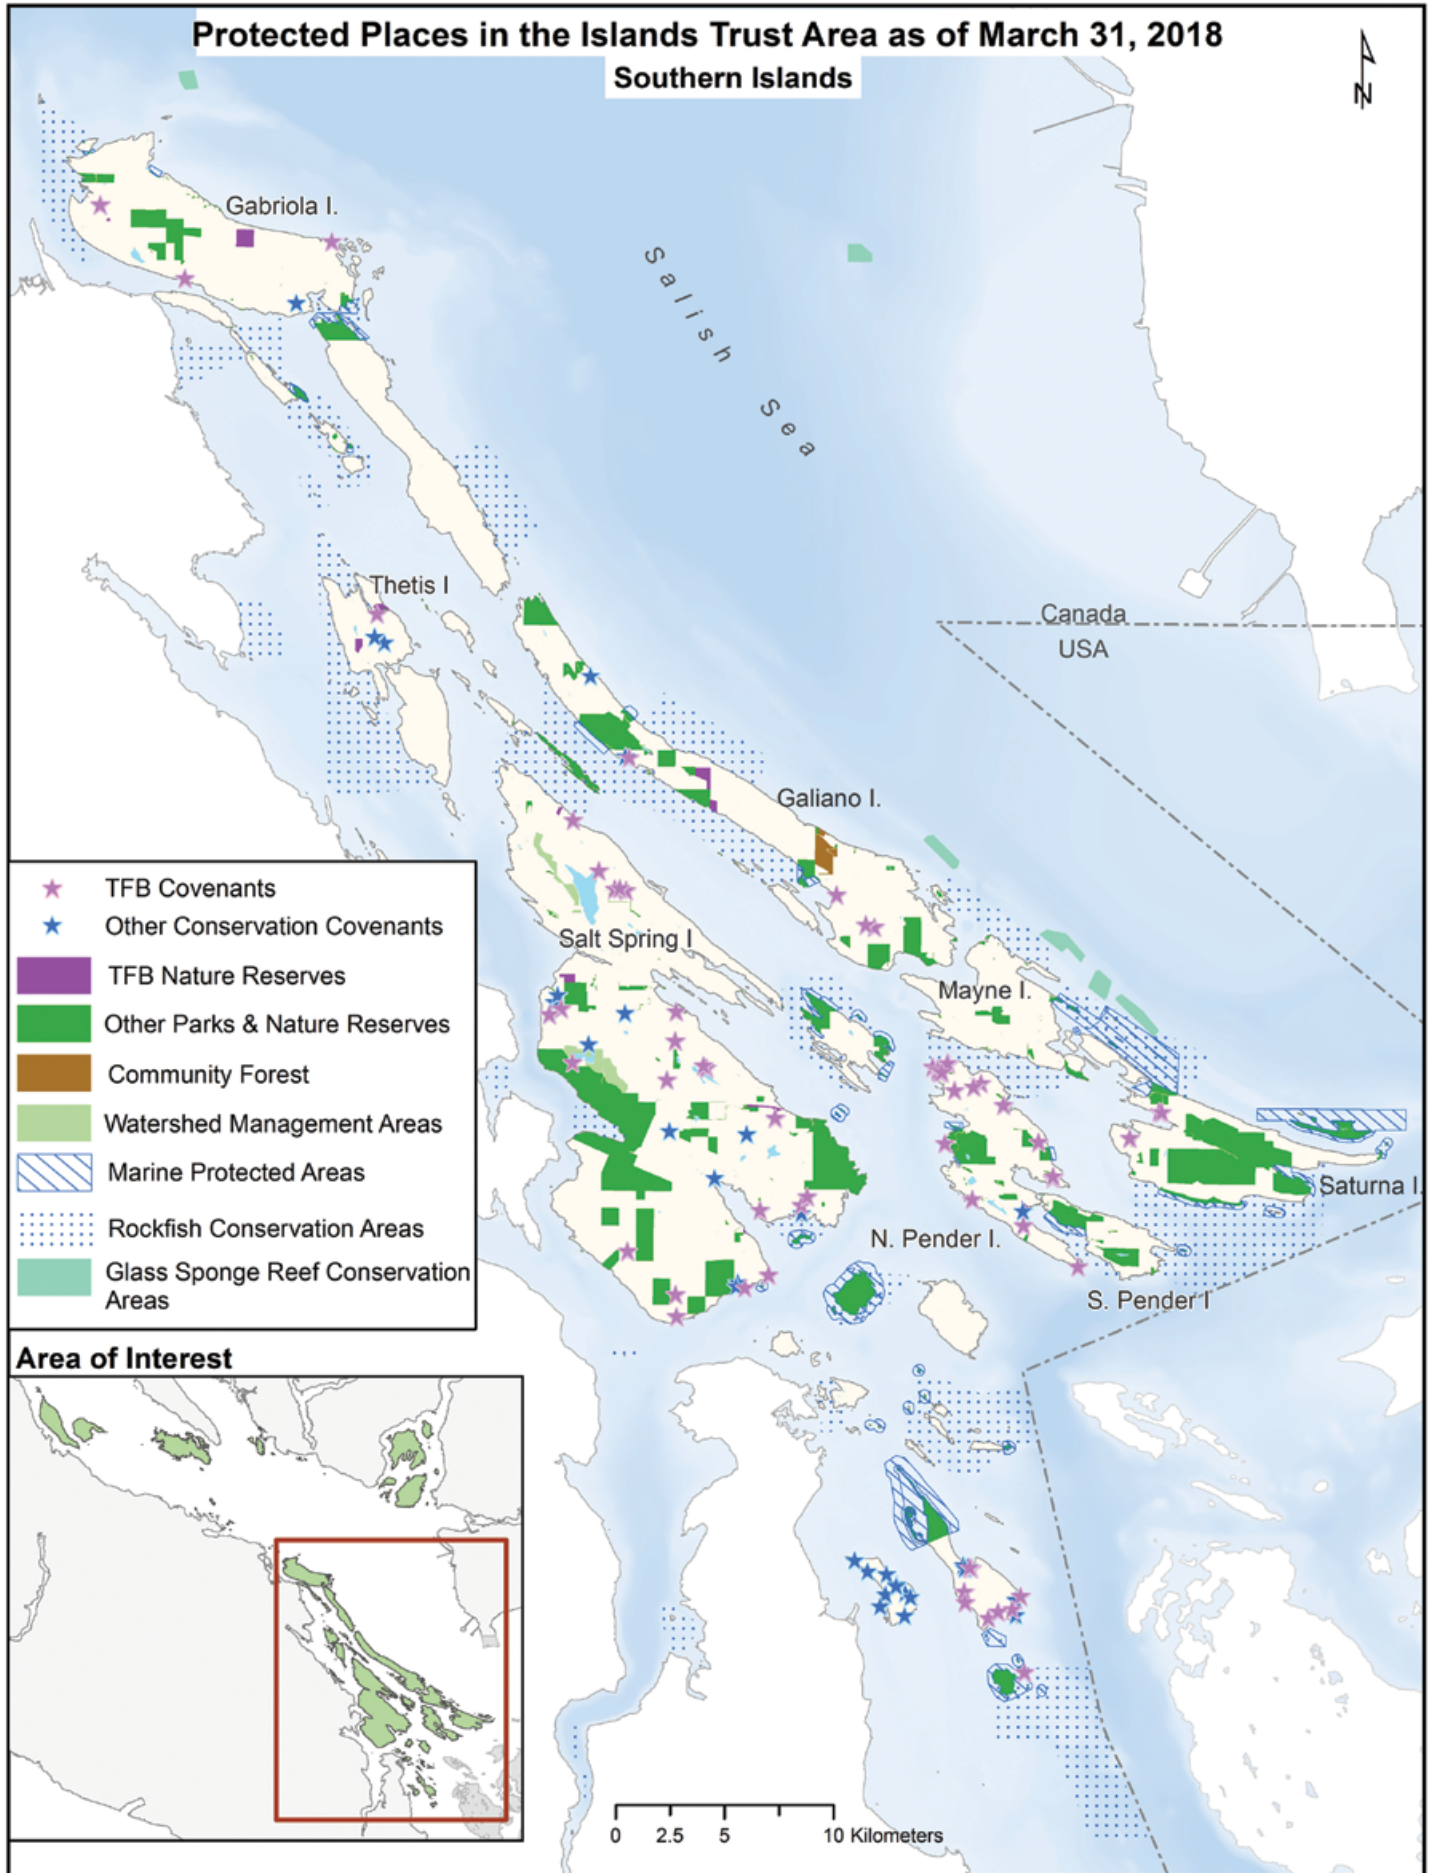 Protected Places in the Islands Trust Area as of March 31, 2018
Southern Islands
N
Gabriola I.
Salish Sea
Thetis I
Canada
USA
Galiano I.
Salt Spring I
Mayne I.
Saturna I.
N. Pender I.
S. Pender I
TFB Covenants
Other Conservation Covenants
TFB Nature Reserves
Other Parks & Nature Reserves
Community Forest
Watershed Management Areas
Marine Protected Areas
Rockfish Conservation Areas
Glass Sponge Reef Conservation
Areas
Area of Interest
0 2.5 5 10 Kilometers